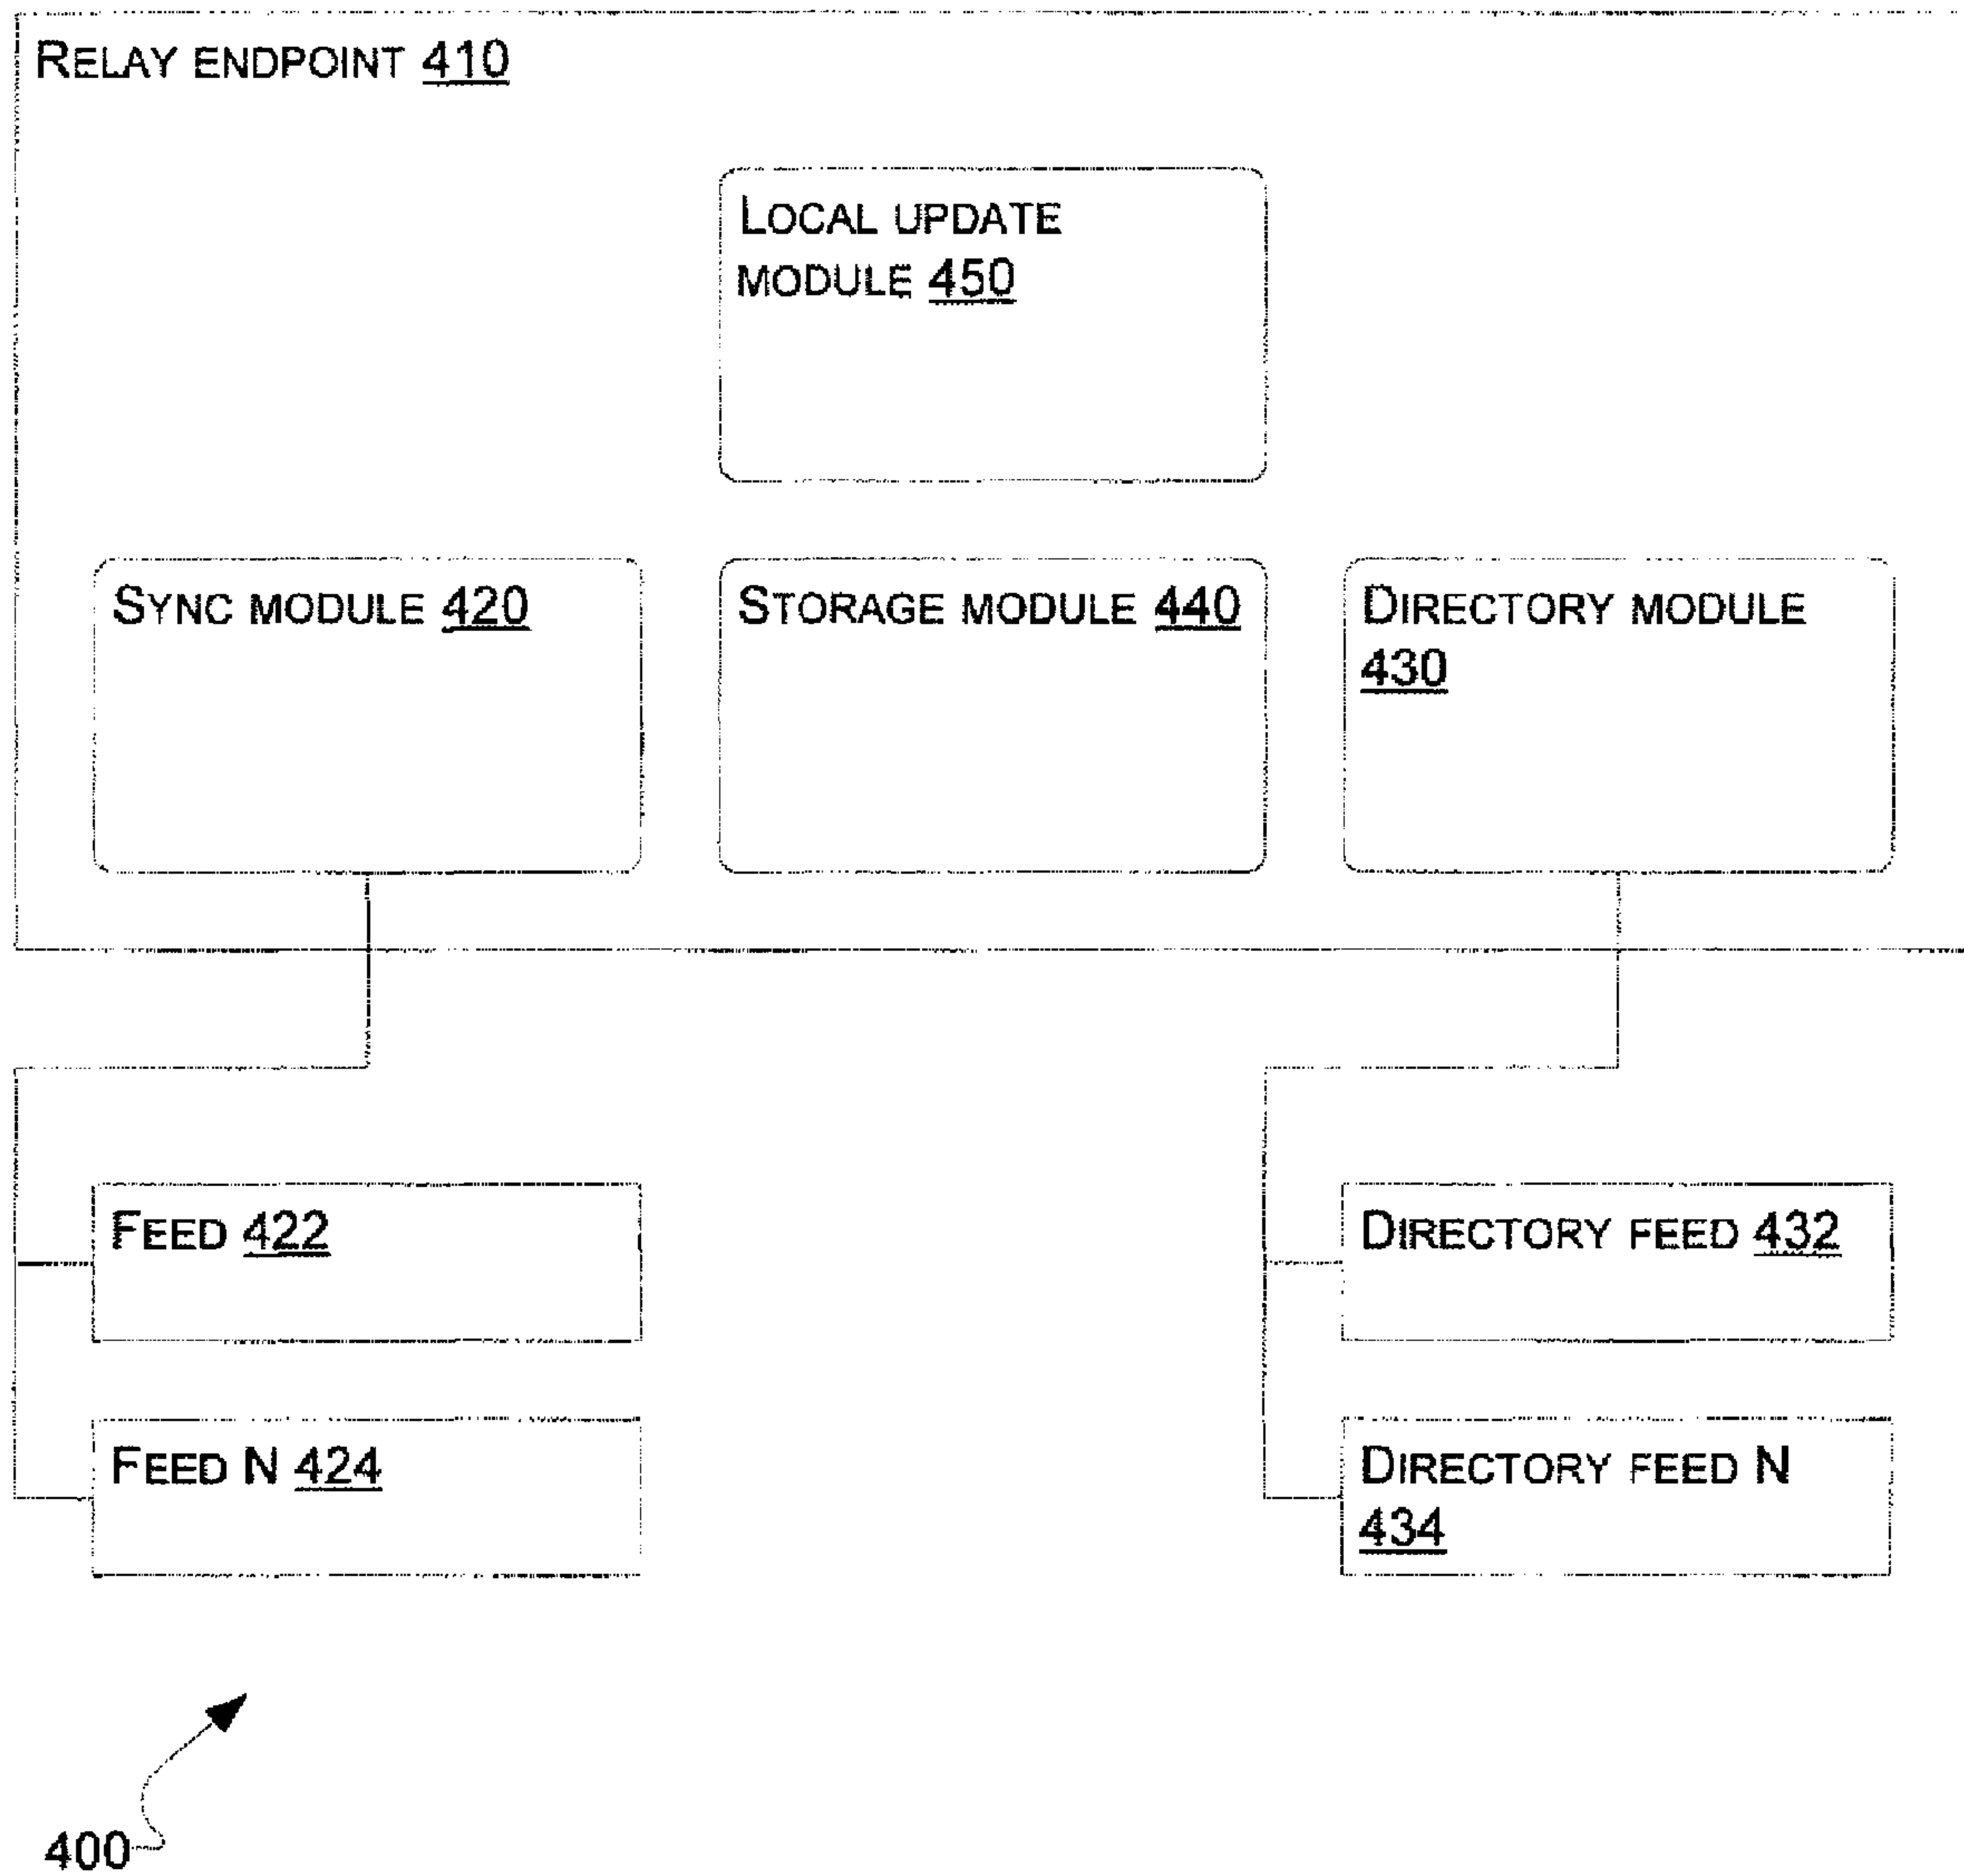 RELAY ENDPOINT 410
LOCAL UPDATE
MODULE 450
SYNC MODULE 420
STORAGE MODULE 440
DIRECTORY MODULE
430
FEED 422
DIRECTORY FEED 432
FEED N 424
DIRECTORY FEED N
434
400